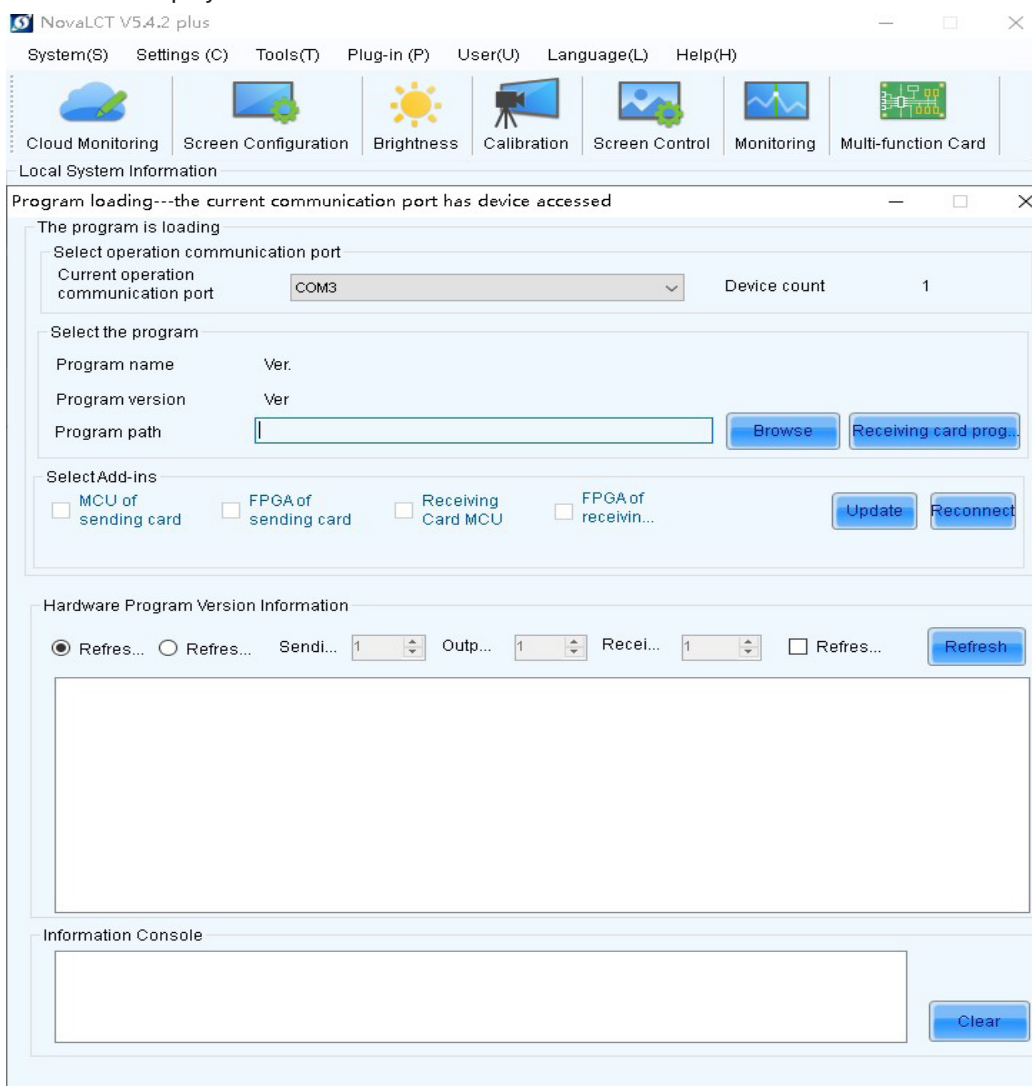 NovaLCT V5.4.2 plus
System(S) Settings (C) Tools(T) Plug-in (P) User(U) Language(L) Help(H)
Cloud Monitoring Screen Configuration Brightness Calibration Screen Control Monitoring Multi-function Card
Local System Information
Program loading---the current communication port has device accessed
The program is loading
Select operation communication port
Current operation
communication port
COM3
Device count 1
Select the program
Program name Ver.
Program version Ver
Program path
Browse Receiving card prog...
Select Add-ins
MCU of
sending card
FPGA of
sending card
Receiving
Card MCU
FPGA of
receivin...
Update Reconnect
Hardware Program Version Information
Refres... Refres... Sendi... 1 Outp... 1 Recei... 1 Refres... Refresh
Information Console
Clear